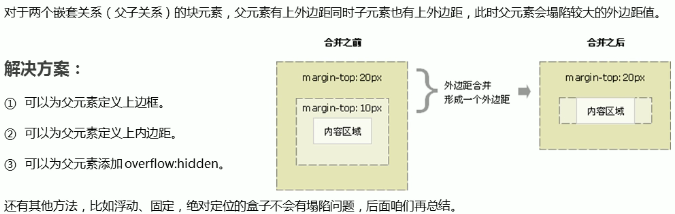 对于两个嵌套关系（父子关系）的块元素，父元素有上外边距同时子元素也有上外边距，此时父元素会塌陷较大的外边距值。
解决方案：
① 可以为父元素定义上边框。
② 可以为父元素定义上内边距。
③ 可以为父元素添加overflow:hidden。
合并之前
margin-top: 20px
margin-top: 10px
内容区域
外边距合并
形成一个外边距
合并之后
margin-top: 20px
内容区域
还有其他方法，比如浮动、固定，绝对定位的盒子不会有塌陷问题，后面咱们再总结。